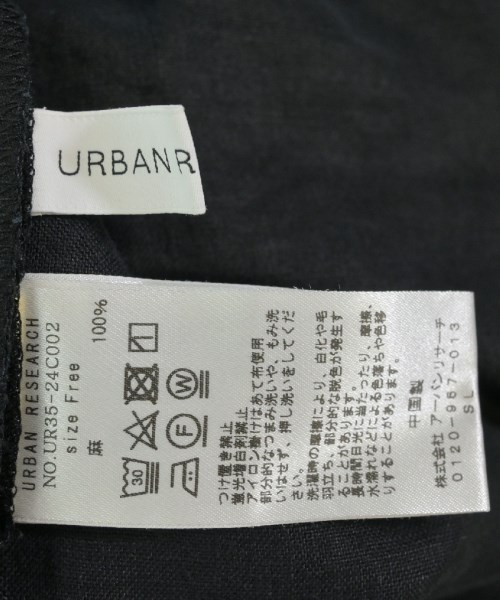 URBANR
URBAN RESEARCH
NO.UR35-24C002
size Free
麻 100%
30
F
W
つけ置き禁止
蛍光増白剤禁止
アイロン掛けはあて布使用
部分的なつまみ洗いや、もみ洗
いはせず、押し洗いをしてくだ
さい。
洗濯時の摩擦により、白化や毛
羽立ち、部分的な脱色が発生す
ることがあります。
長時間日光に当たったり、摩擦、
水濡れなどによる色落ちや色移
りすることがあります。
中国製
株式会社 アーバンリサーチ
0120-987-013
SL